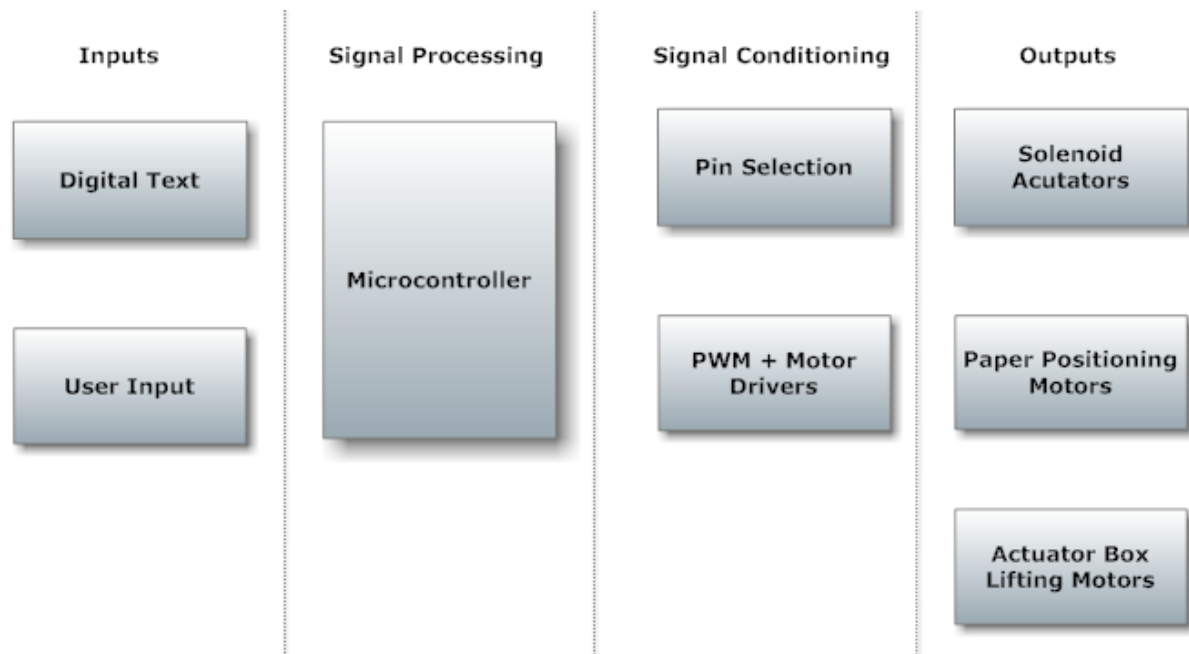 Inputs
Signal Processing
Signal Conditioning
Outputs
Digital Text
User Input
Microcontroller
Pin Selection
PWM + Motor
Drivers
Solenoid
Acutators
Paper Positioning
Motors
Actuator Box
Lifting Motors